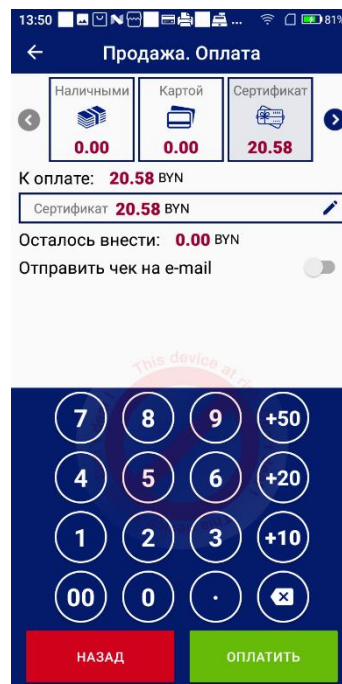 13:50 ... 81%
Продажа. Оплата
Наличными Картой Сертификат
0.00 0.00 20.58
К оплате: 20.58 BYN
Сертификат 20.58 BYN
Осталось внести: 0.00 BYN
Отправить чек на e-mail
This device at
7 8 9 +50
4 5 6 +20
1 2 3 +10
00 0 .
НАЗАД ОПЛАТИТЬ